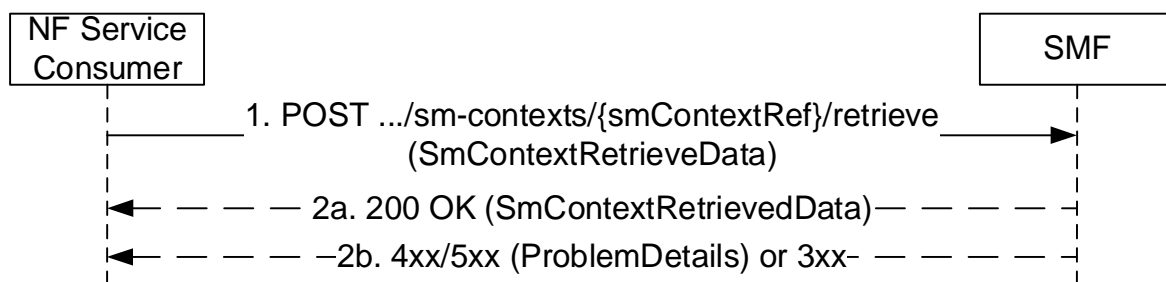 NF Service
Consumer
SMF
1. POST .../sm-contexts/{smContextRef}/retrieve
(SmContextRetrieveData)
2a. 200 OK (SmContextRetrievedData)
2b. 4xx/5xx (ProblemDetails) or 3xx